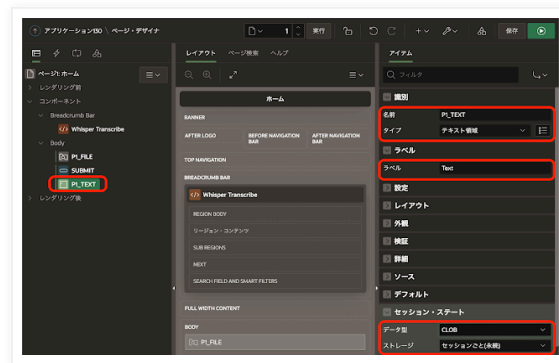 アプリケーション130 \ ページ・デザイナ
1
実行
保存
レイアウト
ページ検索
ヘルプ
アイテム
ページ1: ホーム
レンダリング前
コンポーネント
Breadcrumb Bar
Whisper Transcribe
Body
P1_FILE
SUBMIT
P1_TEXT
レンダリング後
ホーム
BANNER
AFTER LOGO
BEFORE NAVIGATION BAR
AFTER NAVIGATION BAR
TOP NAVIGATION
BREADCRUMB BAR
Whisper Transcribe
REGION BODY
リージョン・コンテンツ
SUB REGIONS
NEXT
SEARCH FIELD AND SMART FILTERS
FULL WIDTH CONTENT
BODY
P1_FILE
フィルタ
識別
名前 P1_TEXT
タイプ テキスト領域
ラベル
ラベル Text
設定
レイアウト
外観
検証
詳細
ソース
デフォルト
セッション・ステート
データ型 CLOB
ストレージ セッションごと(永続)